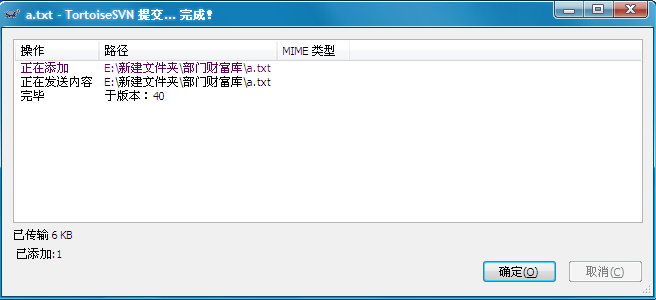 a.txt - TortoiseSVN 提交... 完成!
操作 路径 MIME 类型
正在添加 E:\新建文件夹\部门财富库\a.txt
正在发送内容 E:\新建文件夹\部门财富库\a.txt
完毕 于版本：40
已传输 6 KB
已添加:1
确定(O) 取消(C)